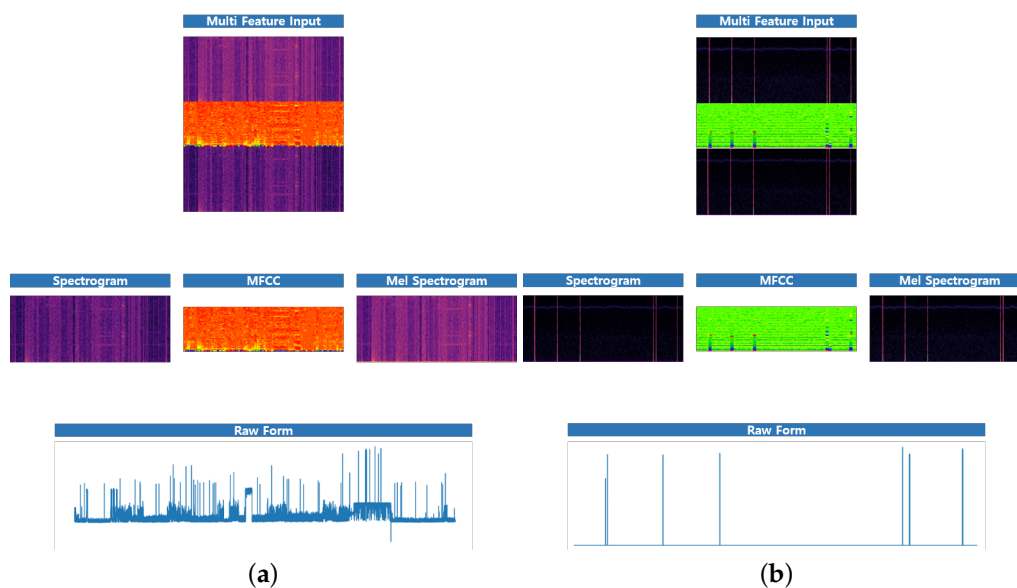 Multi Feature Input
Multi Feature Input
Spectrogram
MFCC
Mel Spectrogram
Spectrogram
MFCC
Mel Spectrogram
Raw Form
Raw Form
(a)
(b)